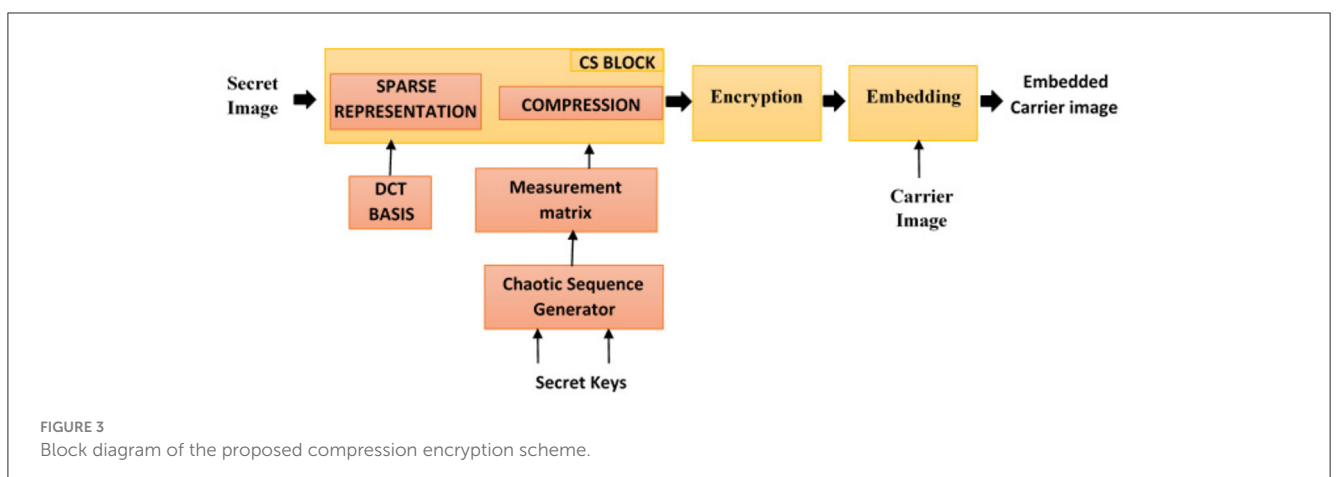 CS BLOCK
Secret
Image
SPARSE
REPRESENTATION
COMPRESSION
Encryption
Embedding
Embedded
Carrier image
DCT
BASIS
Measurement
matrix
Carrier
Image
Chaotic Sequence
Generator
Secret Keys
FIGURE 3
Block diagram of the proposed compression encryption scheme.